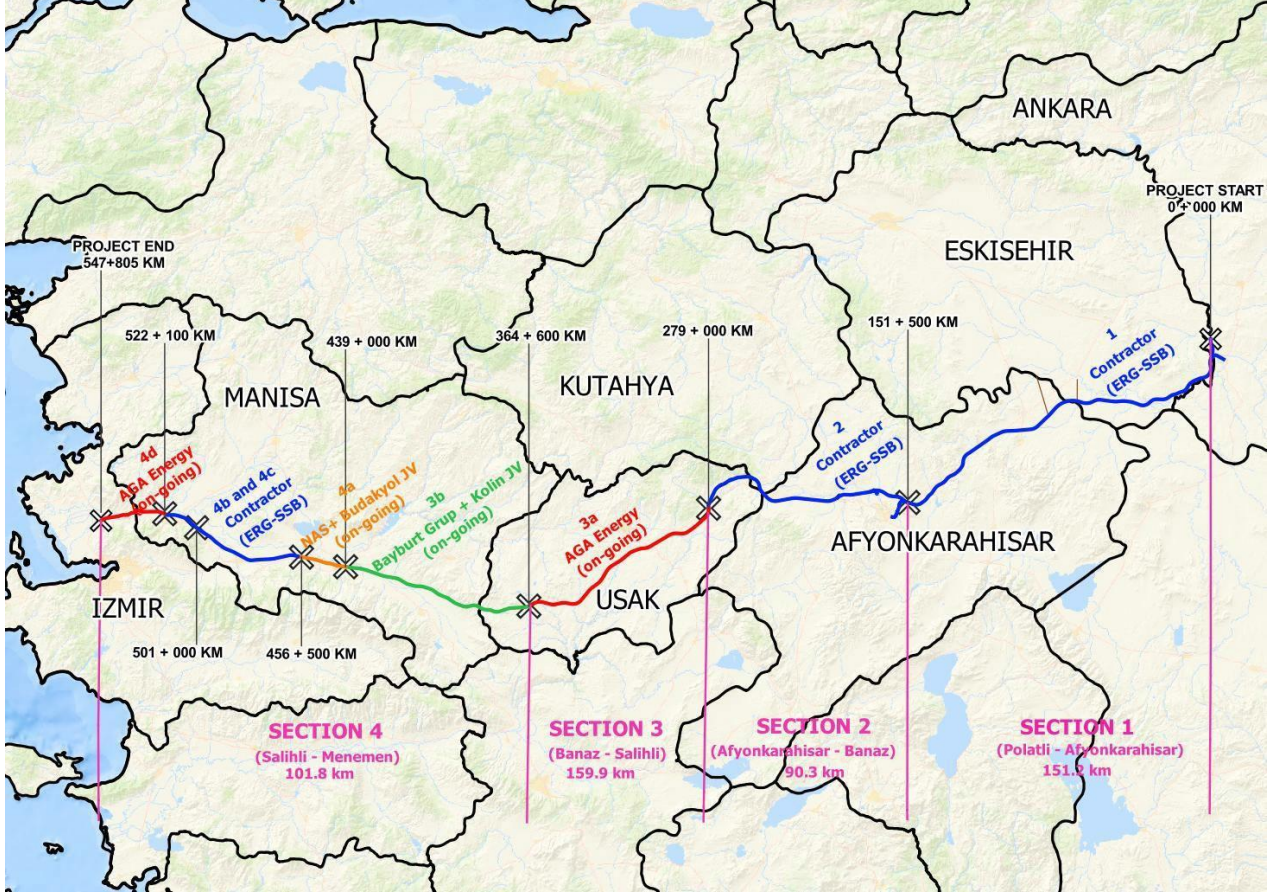 ANKARA
PROJECT START
0+000 KM
ESKISEHIR
PROJECT END
547+805 KM
522 + 100 KM
439 + 000 KM
364 + 600 KM
279 + 000 KM
151 + 500 KM
1
Contractor
(ERG-SSB)
MANISA
KUTAHYA
2
Contractor
(ERG-SSB)
4d
AGA Energy
(on-going)
4b and 4c
Contractor
(ERG-SSB)
4a
NAS+ Budakyol JV
(on-going)
3b
Bayburt Grup + Kolin JV
(on-going)
3a
AGA Energy
(on-going)
AFYONKARAHISAR
IZMIR
USAK
501 + 000 KM
456 + 500 KM
SECTION 4
(Salihli - Menemen)
101.8 km
SECTION 3
(Banaz - Salihli)
159.9 km
SECTION 2
(Afyonkarahisar - Banaz)
90.3 km
SECTION 1
(Polatli - Afyonkarahisar)
151.2 km